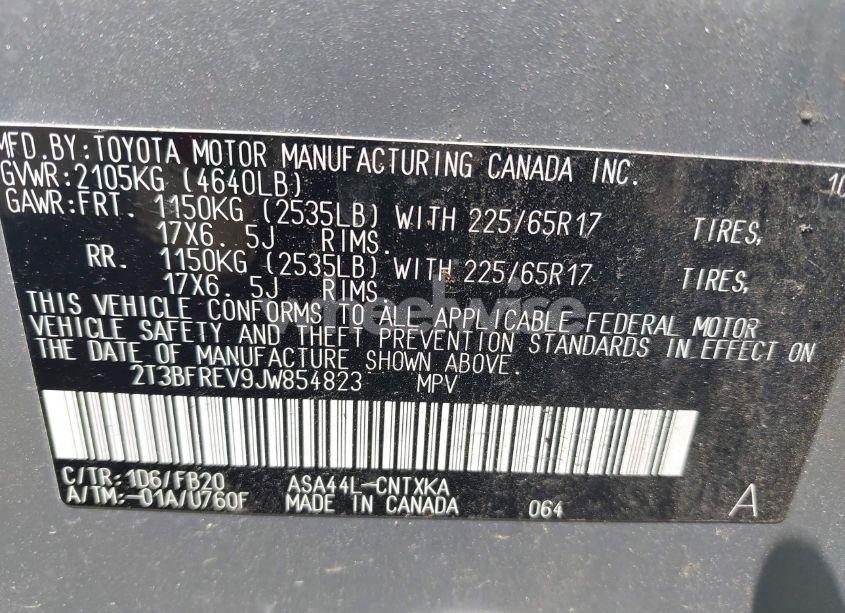 MFD.BY:TOYOTA MOTOR MANUFACTURING CANADA INC. 10
GVWR:2105KG (4640LB)
GAWR:FRT. 1150KG (2535LB) WITH 225/65R17 TIRES,
17X6. 5J RIMS.
RR. 1150KG (2535LB) WITH 225/65R17 TIRES,
17X6. 5J RIMS.
THIS VEHICLE CONFORMS TO ALL APPLICABLE FEDERAL MOTOR
VEHICLE SAFETY AND THEFT PREVENTION STANDARDS IN EFFECT ON
THE DATE OF MANUFACTURE SHOWN ABOVE.
2T3BFREV9JW854823 MPV
C/TR:1D6/FB20 ASA44L-CNTXKA
A/TM:-01A/U760F MADE IN CANADA 064 A